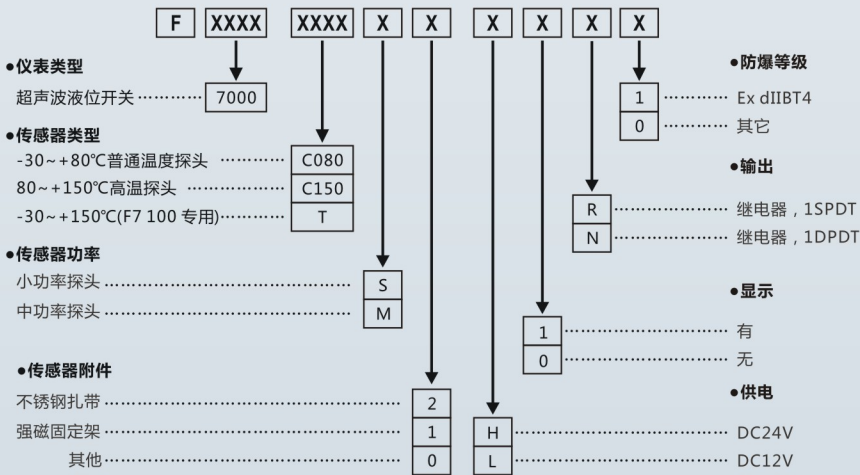 F XXXX XXXX X X X X X X
●仪表类型
超声波液位开关 7000
●传感器类型
-30~+80℃普通温度探头 C080
80~+150℃高温探头 C150
-30~+150℃(F7 100 专用) T
●传感器功率
小功率探头 S
中功率探头 M
●传感器附件
不锈钢扎带 2
强磁固定架 1
其他 0
●防爆等级
1 Ex dIIBT4
0 其它
●输出
R 继电器，1SPDT
N 继电器，1DPDT
●显示
1 有
0 无
●供电
H DC24V
L DC12V